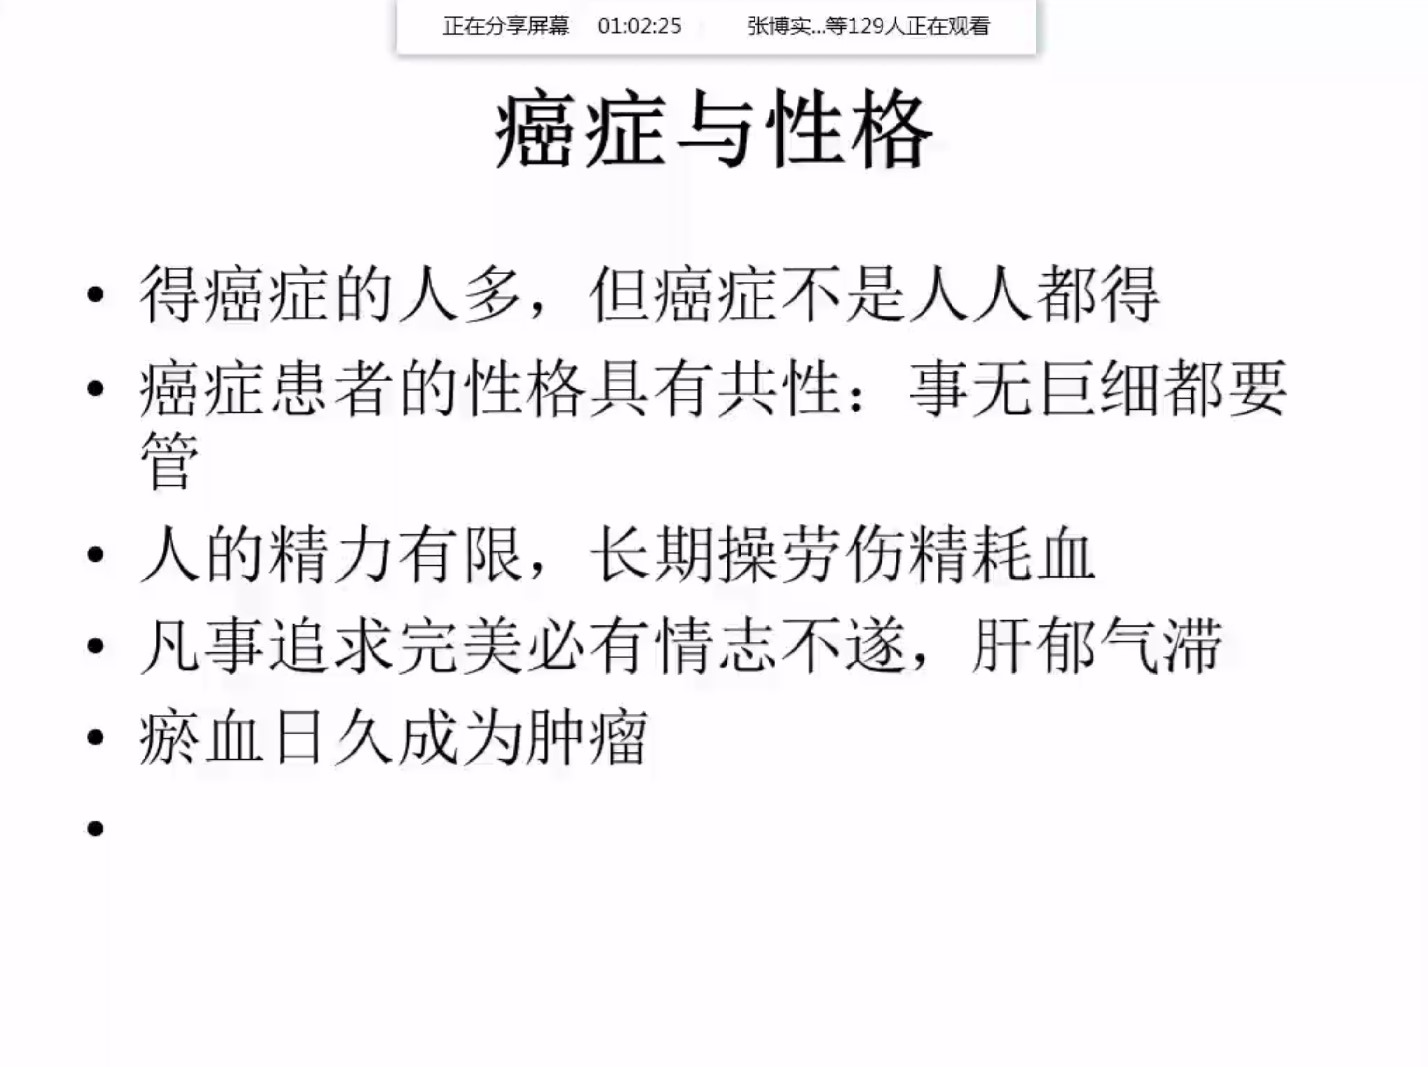 正在分享屏幕 01:02:25 张博实...等129人正在观看
癌症与性格
• 得癌症的人多，但癌症不是人人都得
• 癌症患者的性格具有共性：事无巨细都要
管
• 人的精力有限，长期操劳伤精耗血
• 凡事追求完美必有情志不遂，肝郁气滞
• 瘀血日久成为肿瘤
•